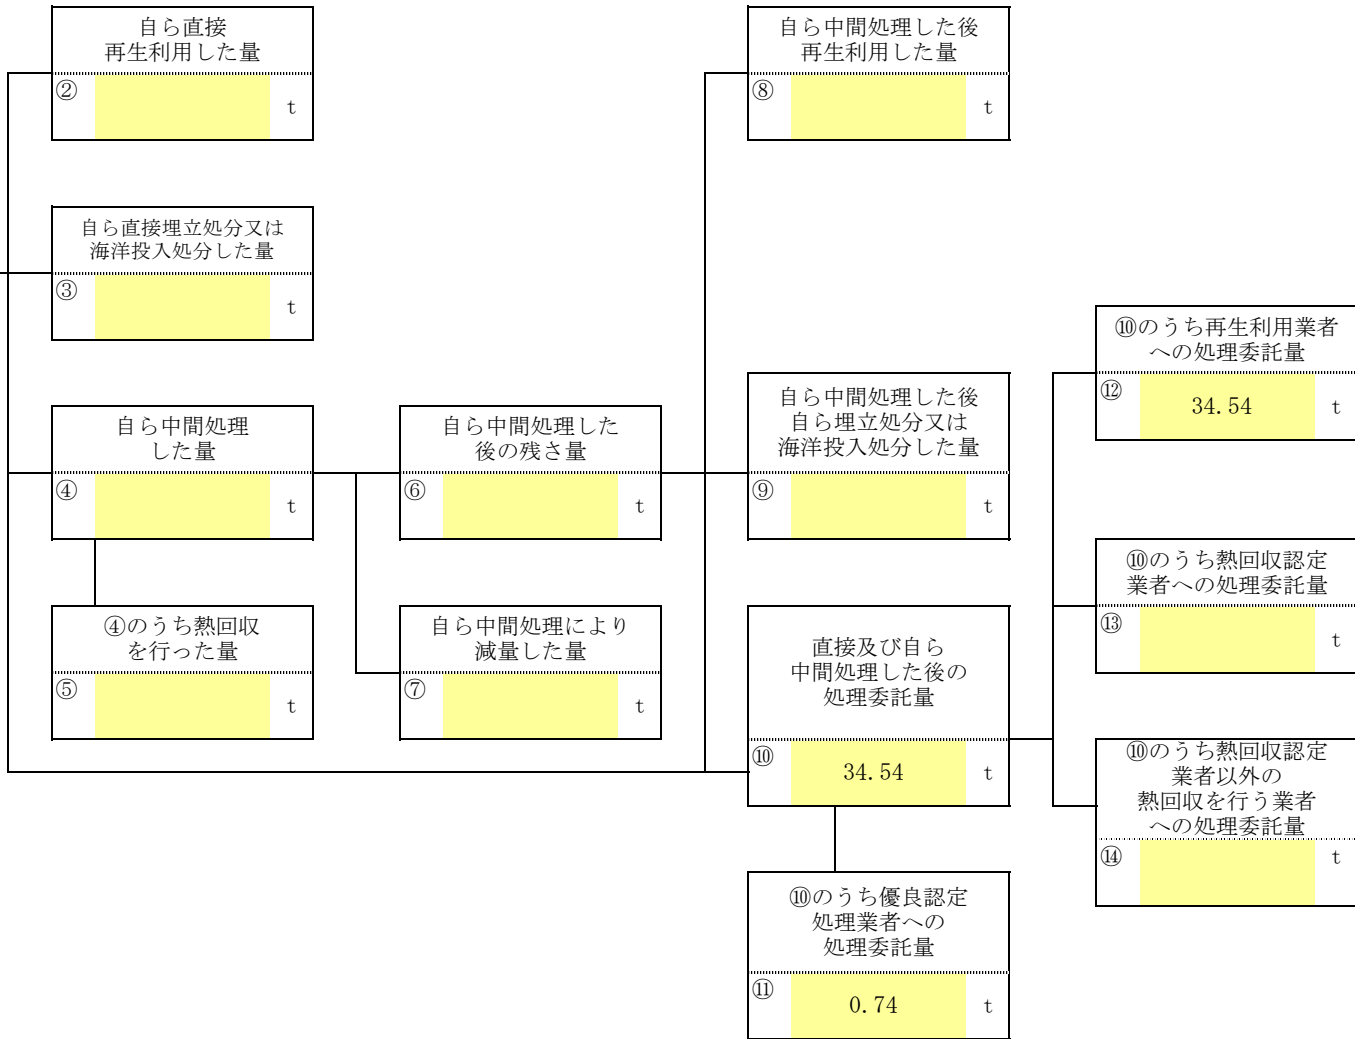 自ら直接
再生利用した量
②
t
自ら中間処理した後
再生利用した量
⑧
t
自ら直接埋立処分又は
海洋投入処分した量
③
t
⑩のうち再生利用業者
への処理委託量
⑫
34.54
t
自ら中間処理
した量
④
t
自ら中間処理した
後の残さ量
⑥
t
自ら中間処理した後
自ら埋立処分又は
海洋投入処分した量
⑨
t
⑩のうち熱回収認定
業者への処理委託量
⑬
t
④のうち熱回収
を行った量
⑤
t
自ら中間処理により
減量した量
⑦
t
直接及び自ら
中間処理した後の
処理委託量
⑩
34.54
t
⑩のうち熱回収認定
業者以外の
熱回収を行う業者
への処理委託量
⑭
t
⑩のうち優良認定
処理業者への
処理委託量
⑪
0.74
t